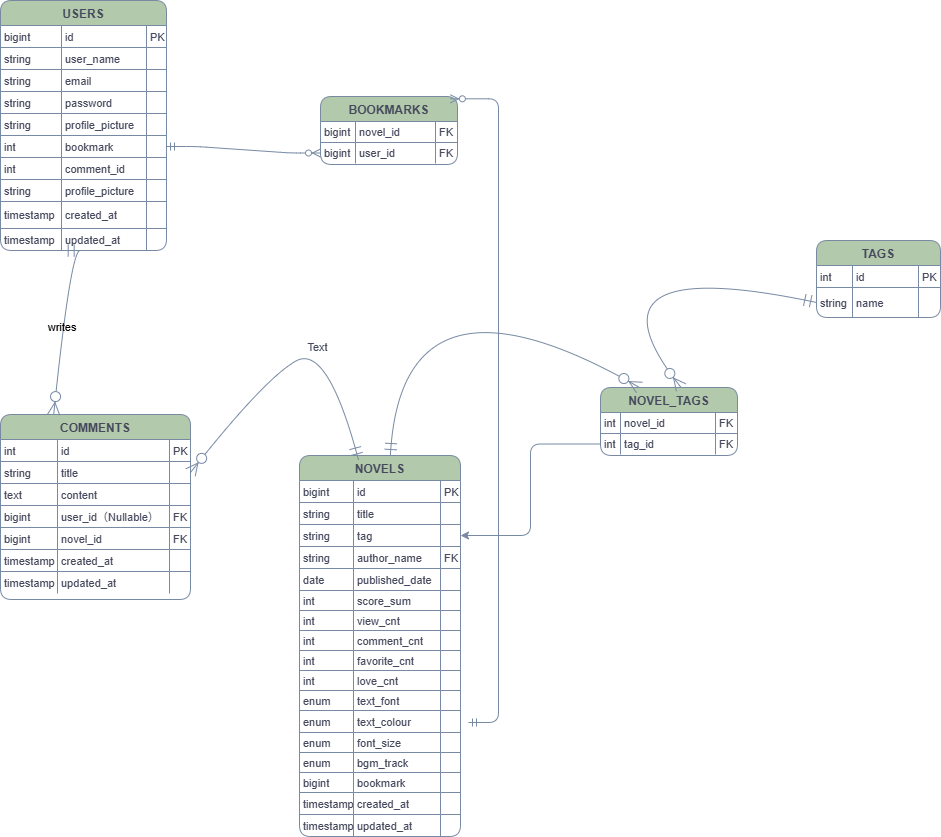 USERS
bigint id PK
string user_name
string email
string password
string profile_picture
int bookmark
int comment_id
string profile_picture
timestamp created_at
timestamp updated_at
BOOKMARKS
bigint novel_id FK
bigint user_id FK
TAGS
int id PK
string name
writes
Text
NOVEL_TAGS
int novel_id FK
int tag_id FK
COMMENTS
int id PK
string title
text content
bigint user_id（Nullable） FK
bigint novel_id FK
timestamp created_at
timestamp updated_at
NOVELS
bigint id PK
string title
string tag
string author_name FK
date published_date
int score_sum
int view_cnt
int comment_cnt
int favorite_cnt
int love_cnt
enum text_font
enum text_colour
enum font_size
enum bgm_track
bigint bookmark
timestamp created_at
timestamp updated_at